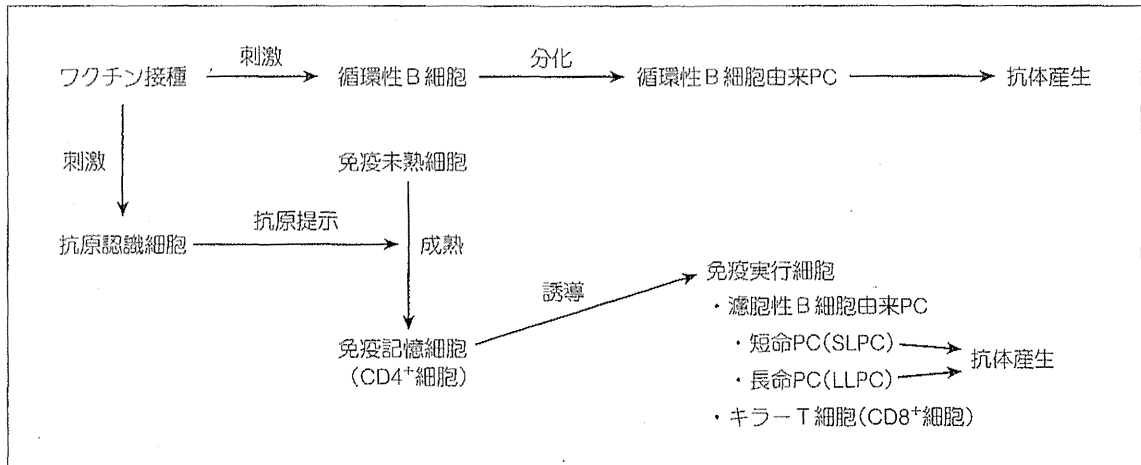 刺激
分化
ワクチン接種
循環性B細胞
循環性B細胞由来PC
抗体産生
刺激
免疫未熟細胞
抗原提示
抗原認識細胞
成熟
免疫実行細胞
誘導
・濾胞性B細胞由来PC
免疫記憶細胞
・短命PC(SLPC)
抗体産生
(CD4⁺細胞)
・長命PC(LLPC)
・キラーT細胞(CD8⁺細胞)